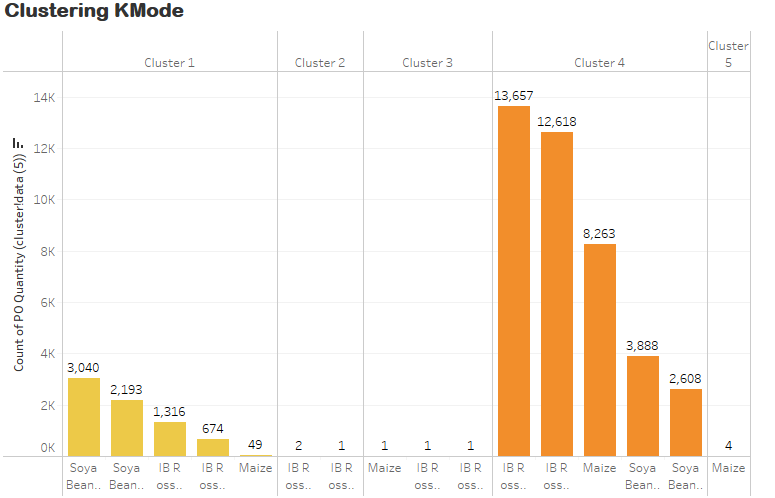 Clustering KMode
Cluster 1
Cluster 2
Cluster 3
Cluster 4
Cluster
5
Count of PO Quantity (clusterldata (5))
14K
12K
10K
8K
6K
4K
2K
0K
3,040
2,193
1,316
674
49
2
1
1
1
1
13,657
12,618
8,263
3,888
2,608
4
Soya
Bean..
Soya
Bean..
IB R
oss..
IB R
oss..
Maize
IB R
oss..
IB R
oss..
Maize
IB R
oss..
IB R
oss..
IB R
oss..
IB R
oss..
Maize
Soya
Bean..
Soya
Bean..
Maize